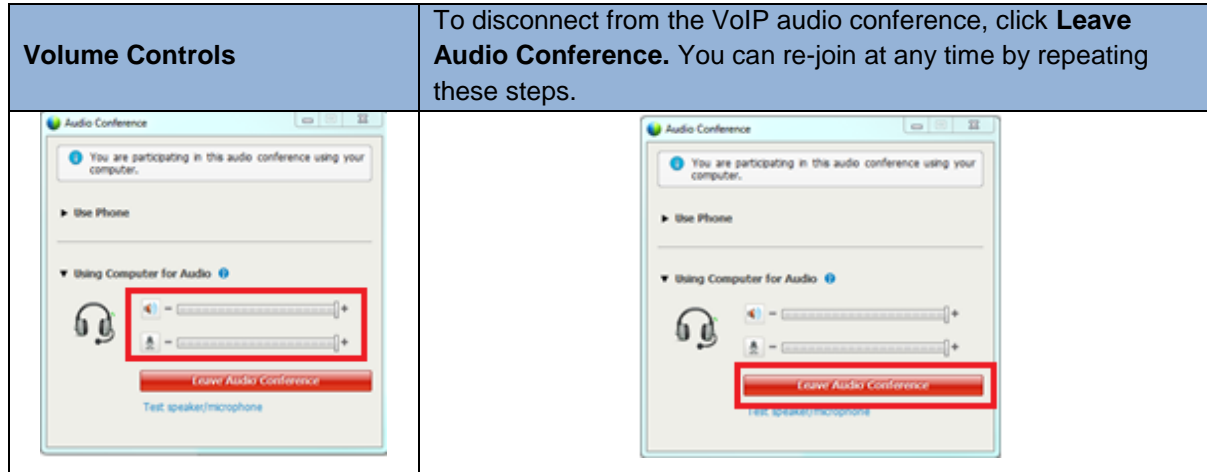 Volume Controls
To disconnect from the VoIP audio conference, click Leave
Audio Conference. You can re-join at any time by repeating
these steps.
Audio Conference
You are participating in this audio conference using your
computer.
Use Phone
Using Computer for Audio
Leave Audio Conference
Test speaker/microphone
Audio Conference
You are participating in this audio conference using your
computer.
Use Phone
Using Computer for Audio
Leave Audio Conference
Test speaker/microphone